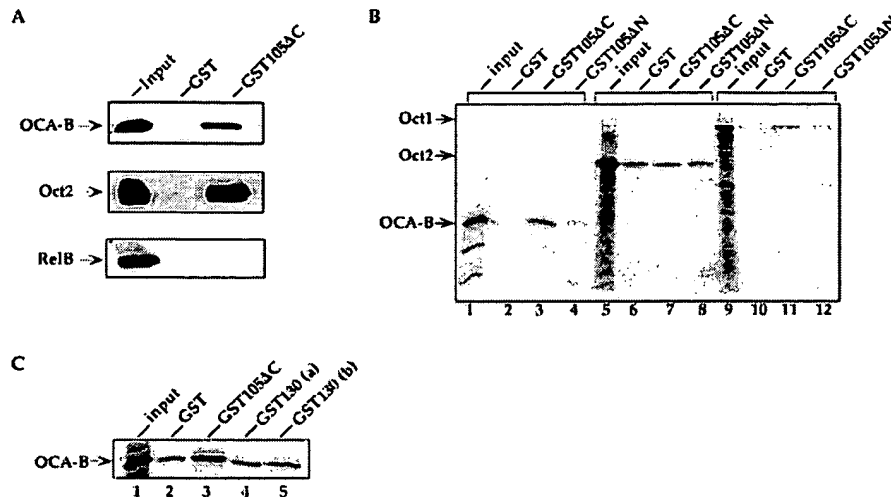 A
Input
GST
GST105ΔC
OCA-B
Oct2
RelB
B
input
GST
GST105ΔC
GST105ΔN
input
GST
GST105ΔC
GST105ΔN
input
GST
GST105ΔC
GST105ΔN
Oct1
Oct2
OCA-B
1 2 3 4 5 6 7 8 9 10 11 12
C
input
GST
GST105ΔC
GST130 (a)
GST130 (b)
OCA-B
1 2 3 4 5